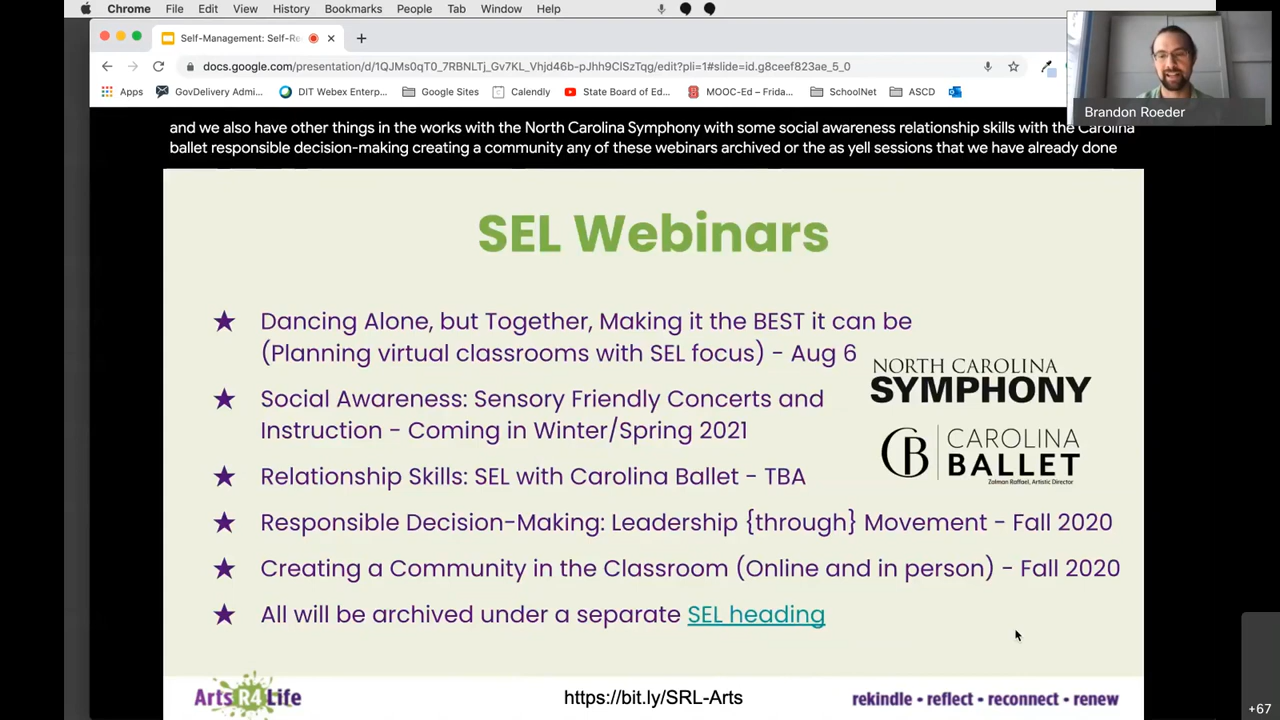 Chrome File Edit View History Bookmarks People Tab Window Help
Self-Management: Self-Re
docs.google.com/presentation/d/1QJMs0qT0_7RBNLTj_Gv7KL_Vhjd46b-pJhh9ClSzTqg/edit?pli=1#slide=id.g8ceef823ae_5_0
Apps GovDelivery Admi... DIT Webex Enterp... Google Sites Calendly State Board of Ed... MOOC-Ed – Frida... SchoolNet ASCD
Brandon Roeder
and we also have other things in the works with the North Carolina Symphony with some social awareness relationship skills with the Carolina
ballet responsible decision-making creating a community any of these webinars archived or the as yell sessions that we have already done
SEL Webinars
★ Dancing Alone, but Together, Making it the BEST it can be
(Planning virtual classrooms with SEL focus) - Aug 6
★ Social Awareness: Sensory Friendly Concerts and
Instruction - Coming in Winter/Spring 2021
★ Relationship Skills: SEL with Carolina Ballet - TBA
★ Responsible Decision-Making: Leadership {through} Movement - Fall 2020
★ Creating a Community in the Classroom (Online and in person) - Fall 2020
★ All will be archived under a separate SEL heading
NORTH CAROLINA
SYMPHONY
CB CAROLINA
BALLET
Zalman Raffael, Artistic Director
Arts R4 Life
https://bit.ly/SRL-Arts
rekindle • reflect • reconnect • renew
+67